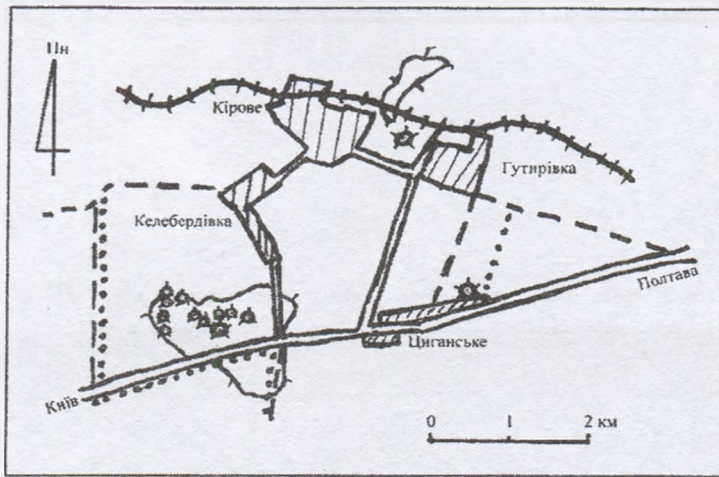 Пн
Кірове
Гутирівка
Келебердівка
Полтава
Циганське
Київ
0 1 2 км